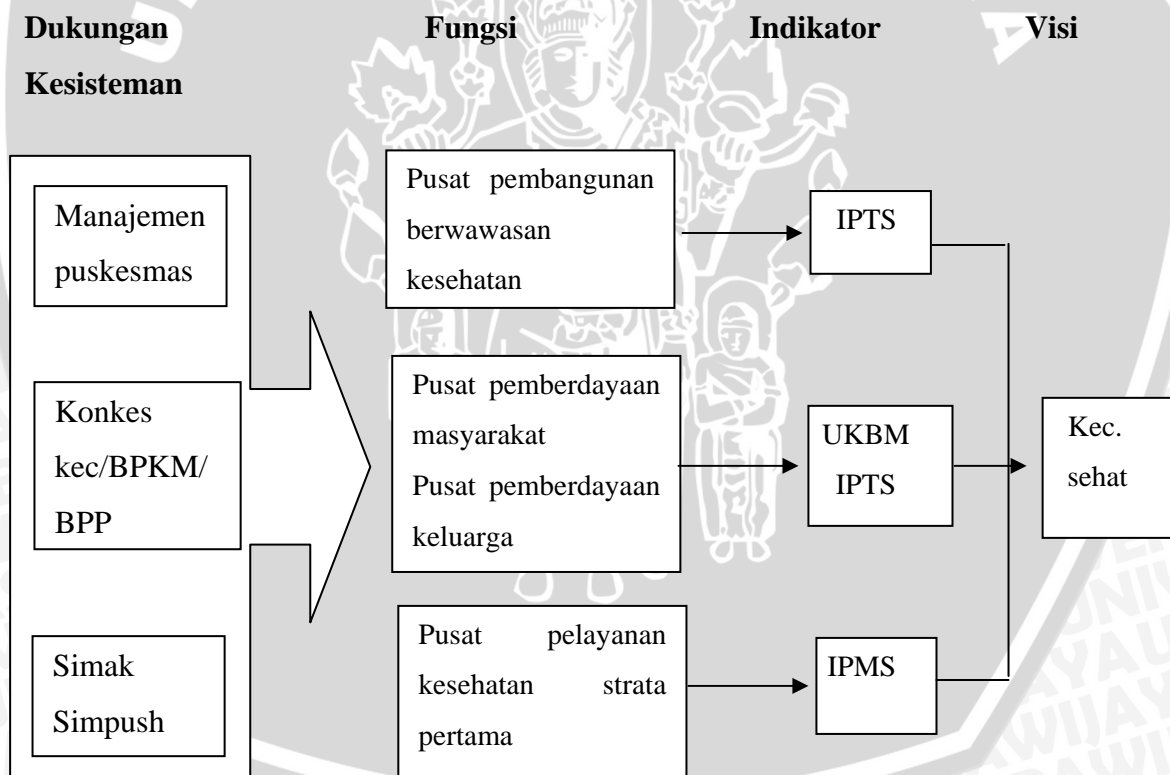 Dukungan
Kesisteman
Fungsi
Indikator
Visi
Manajemen
puskesmas
Konkes
kec/BPKM/
BPP
Simak
Simpush
Pusat pembangunan
berwawasan
kesehatan
Pusat pemberdayaan
masyarakat
Pusat pemberdayaan
keluarga
Pusat pelayanan
kesehatan strata
pertama
IPTS
UKBM
IPTS
IPMS
Kec.
sehat